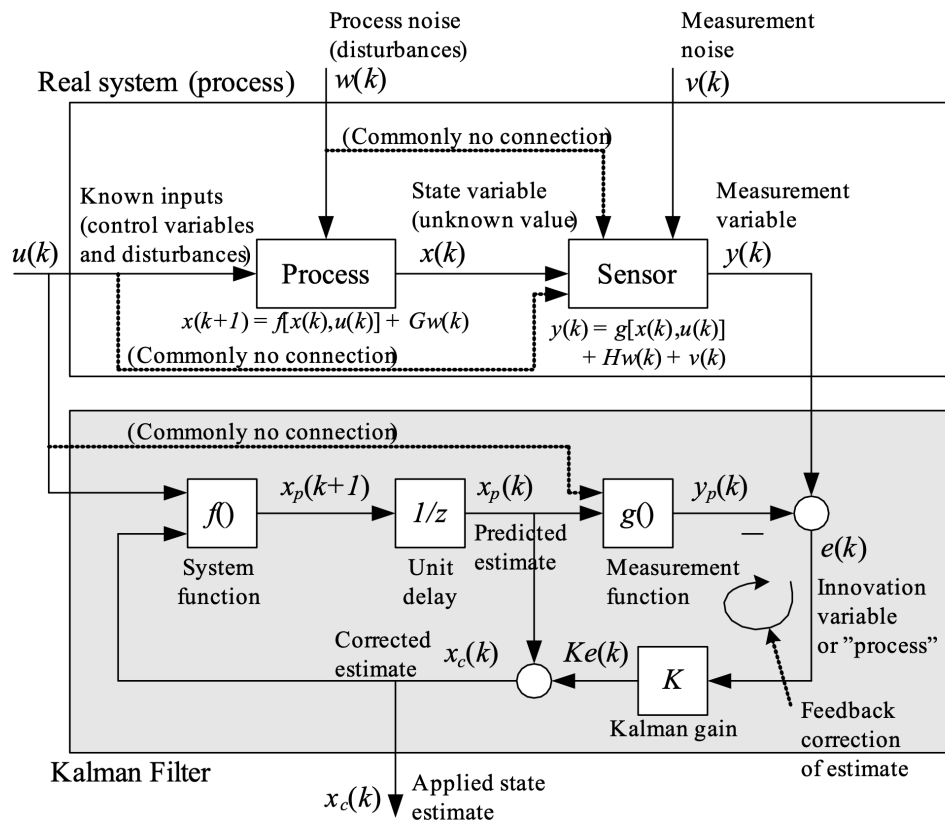 Process noise
(disturbances)
w(k)
Measurement
noise
v(k)
Real system (process)
(Commonly no connection)
Known inputs
(control variables
and disturbances)
u(k)
State variable
(unknown value)
x(k)
Measurement
variable
y(k)
Process
Sensor
x(k+1) = f[x(k),u(k)] + Gw(k)
y(k) = g[x(k),u(k)]
+ Hw(k) + v(k)
(Commonly no connection)
(Commonly no connection)
f()
x_p(k+1)
1/z
x_p(k)
g()
y_p(k)
–
e(k)
System
function
Unit
delay
Predicted
estimate
Measurement
function
Innovation
variable
or ”process”
Corrected
estimate
x_c(k)
Ke(k)
K
Kalman gain
Feedback
correction
of estimate
Kalman Filter
x_c(k)
Applied state
estimate